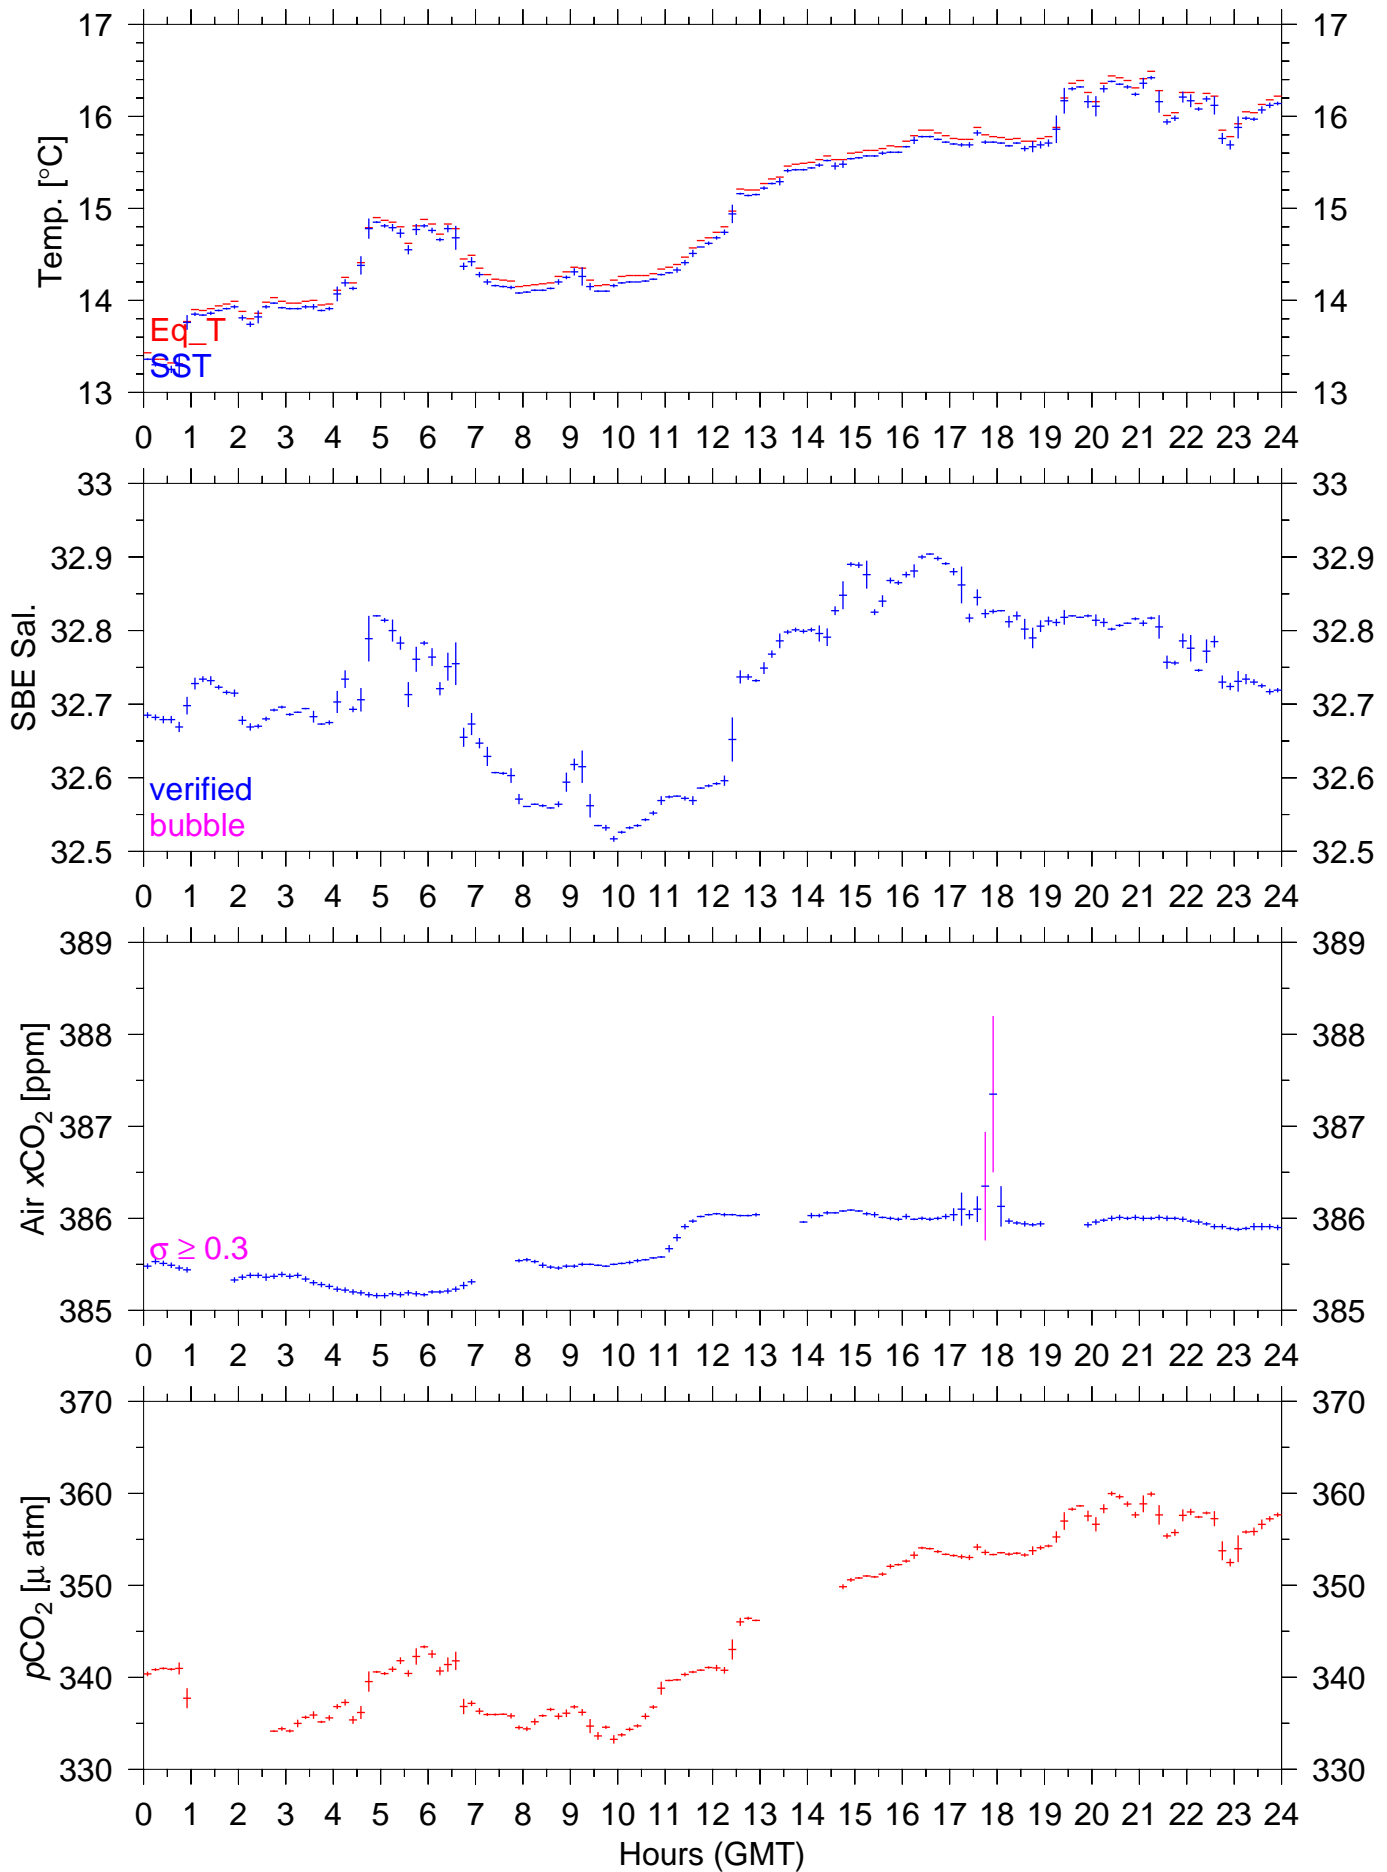 17 17
16 16
15 15
14 14
13 13
Temp. [°C]
Eq_T
SST
0 1 2 3 4 5 6 7 8 9 10 11 12 13 14 15 16 17 18 19 20 21 22 23 24
33 33
32.9 32.9
32.8 32.8
32.7 32.7
32.6 32.6
32.5 32.5
SBE Sal.
verified
bubble
0 1 2 3 4 5 6 7 8 9 10 11 12 13 14 15 16 17 18 19 20 21 22 23 24
389 389
388 388
387 387
386 386
385 385
Air xCO₂ [ppm]
σ ≥ 0.3
0 1 2 3 4 5 6 7 8 9 10 11 12 13 14 15 16 17 18 19 20 21 22 23 24
370 370
360 360
350 350
340 340
330 330
pCO₂ [μ atm]
0 1 2 3 4 5 6 7 8 9 10 11 12 13 14 15 16 17 18 19 20 21 22 23 24
Hours (GMT)